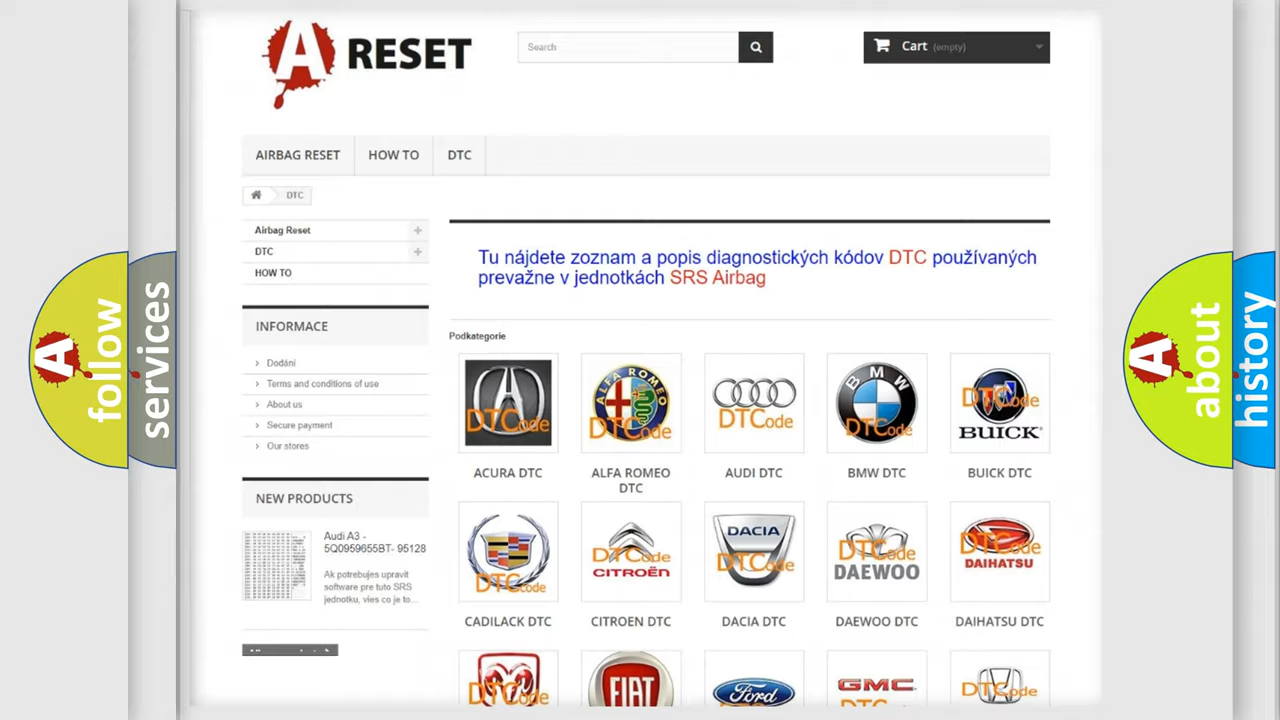 A RESET
Search
Cart (empty)
AIRBAG RESET
HOW TO
DTC
DTC
Airbag Reset
DTC
HOW TO
INFORMACE
Dodání
Terms and conditions of use
About us
Secure payment
Our stores
NEW PRODUCTS
Audi A3 -
5Q0959655BT- 95128
Ak potrebujes upravit
software pre tuto SRS
jednotku, vies co je to...
Tu nájdete zoznam a popis diagnostických kódov DTC používaných
prevažne v jednotkách SRS Airbag
Podkategorie
DTCode
ALFA ROMEO
DTCode
DTCode
BMW
DTCode
DTCode
BUICK
ACURA DTC
ALFA ROMEO
DTC
AUDI DTC
BMW DTC
BUICK DTC
DTCode
DTCode
CITROËN
DACIA
DTCode
DTCode
DAEWOO
DTCode
DAIHATSU
CADILACK DTC
CITROEN DTC
DACIA DTC
DAEWOO DTC
DAIHATSU DTC
DTCode
FIAT
Ford
GMC
DTCode
A follow
services
A about
history